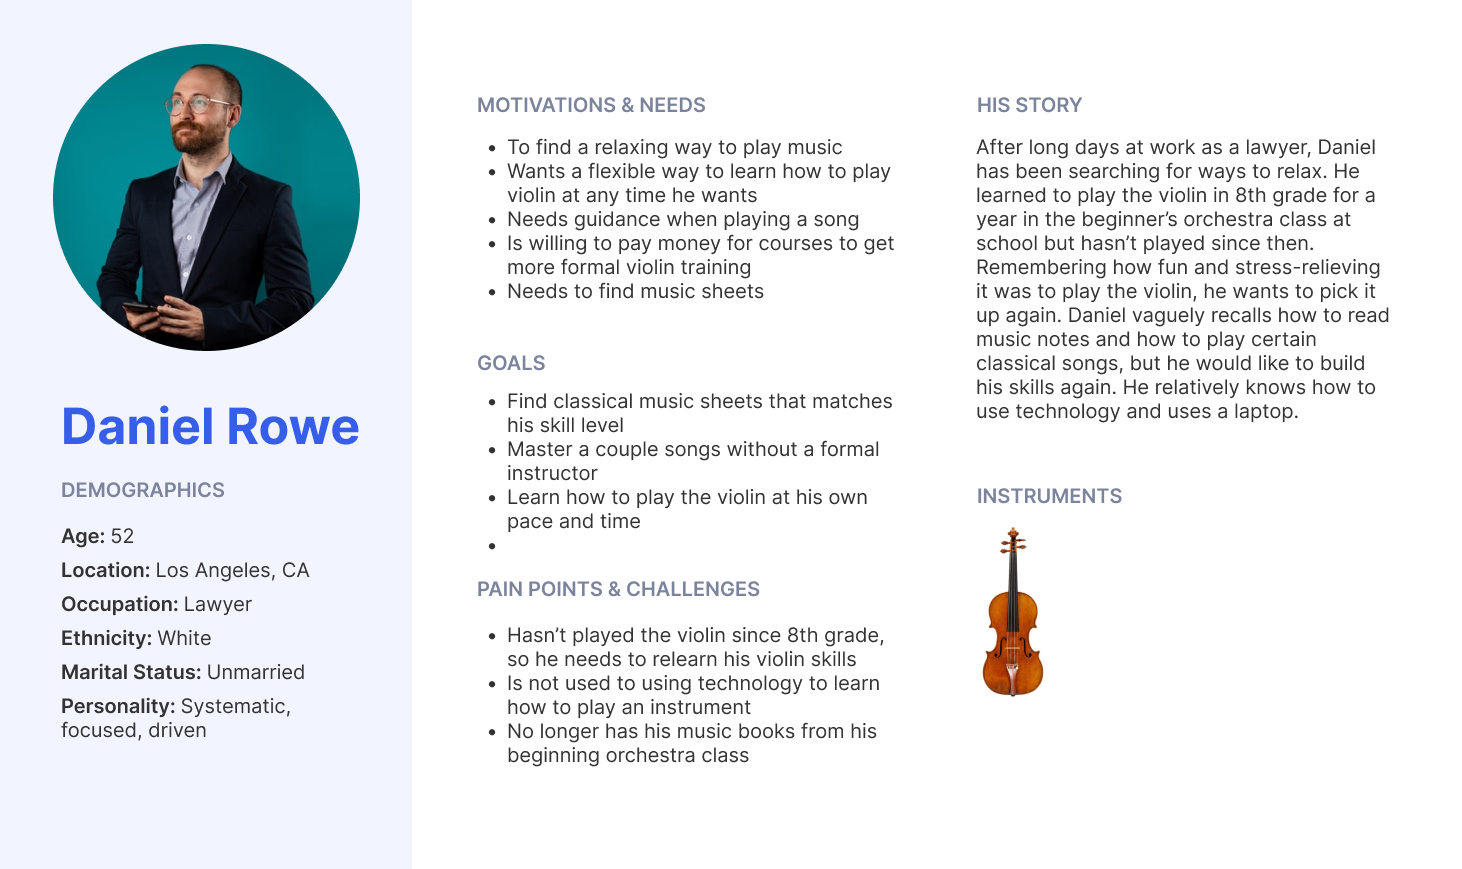 Daniel Rowe
DEMOGRAPHICS
Age: 52
Location: Los Angeles, CA
Occupation: Lawyer
Ethnicity: White
Marital Status: Unmarried
Personality: Systematic,
focused, driven
MOTIVATIONS & NEEDS
• To find a relaxing way to play music
• Wants a flexible way to learn how to play
violin at any time he wants
• Needs guidance when playing a song
• Is willing to pay money for courses to get
more formal violin training
• Needs to find music sheets
GOALS
• Find classical music sheets that matches
his skill level
• Master a couple songs without a formal
instructor
• Learn how to play the violin at his own
pace and time
•
PAIN POINTS & CHALLENGES
• Hasn’t played the violin since 8th grade,
so he needs to relearn his violin skills
• Is not used to using technology to learn
how to play an instrument
• No longer has his music books from his
beginning orchestra class
HIS STORY
After long days at work as a lawyer, Daniel
has been searching for ways to relax. He
learned to play the violin in 8th grade for a
year in the beginner’s orchestra class at
school but hasn’t played since then.
Remembering how fun and stress-relieving
it was to play the violin, he wants to pick it
up again. Daniel vaguely recalls how to read
music notes and how to play certain
classical songs, but he would like to build
his skills again. He relatively knows how to
use technology and uses a laptop.
INSTRUMENTS